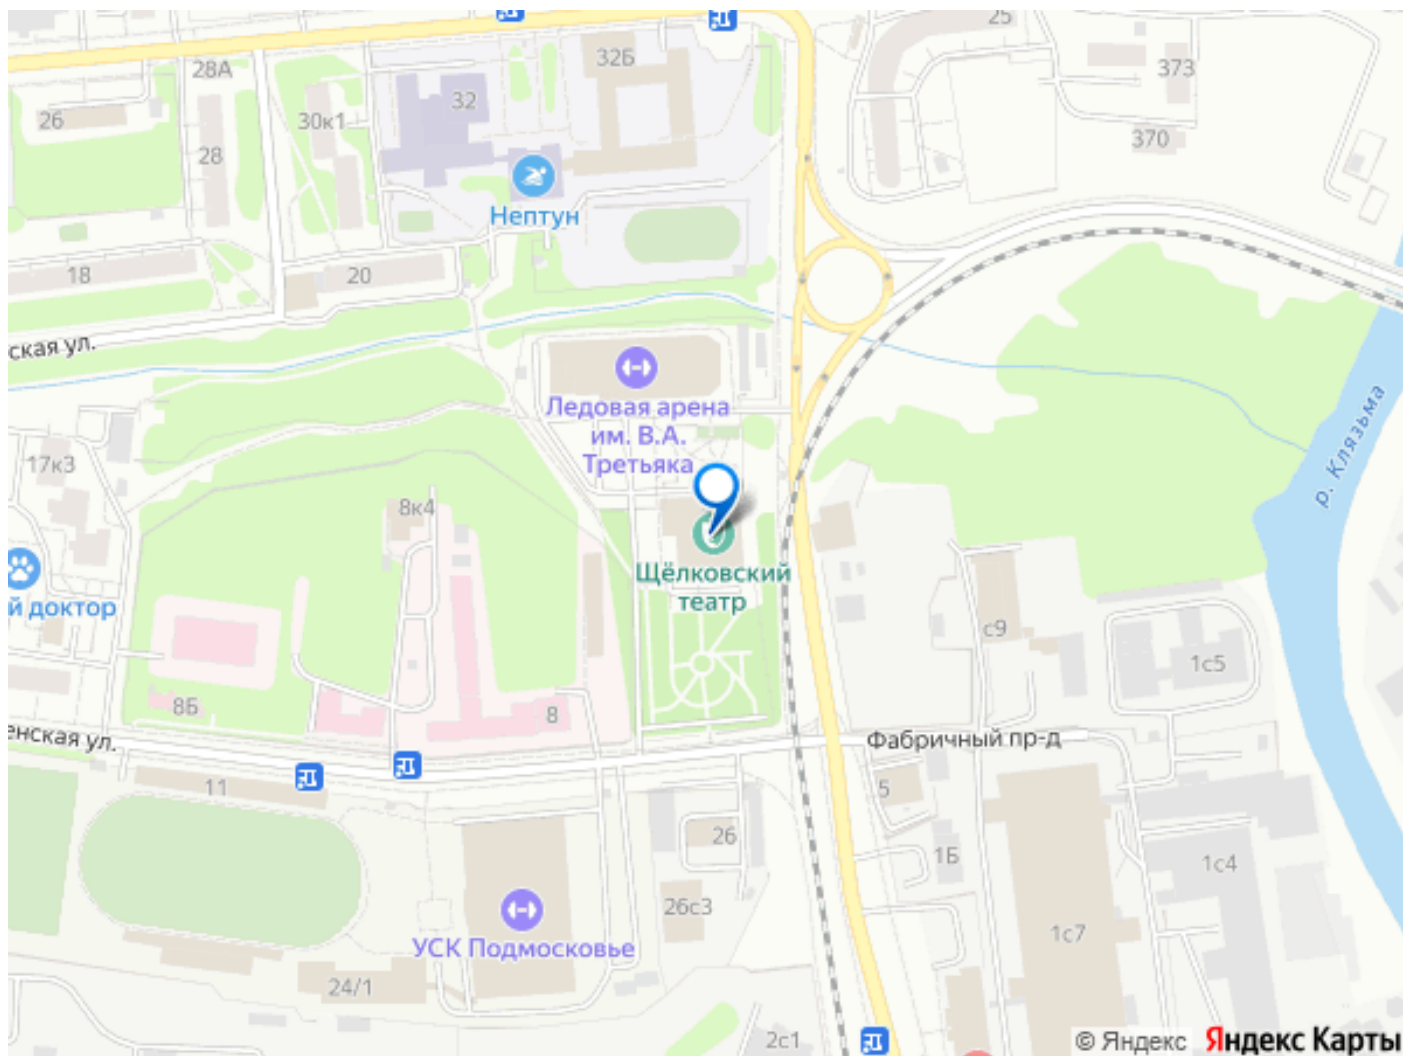 25
32Б
28А
373
32
26
30к1
370
28
Нептун
18
20
ская ул.
Ледовая арена
им. В.А.
Третьяка
р. Клязьма
17к3
8к4
Щёлковский
театр
й доктор
с9
1с5
8Б
8
енская ул.
Фабричный пр-д
11
5
26
1Б
1с4
26с3
1с7
УСК Подмосковье
24/1
2с1
© Яндекс Яндекс Карты